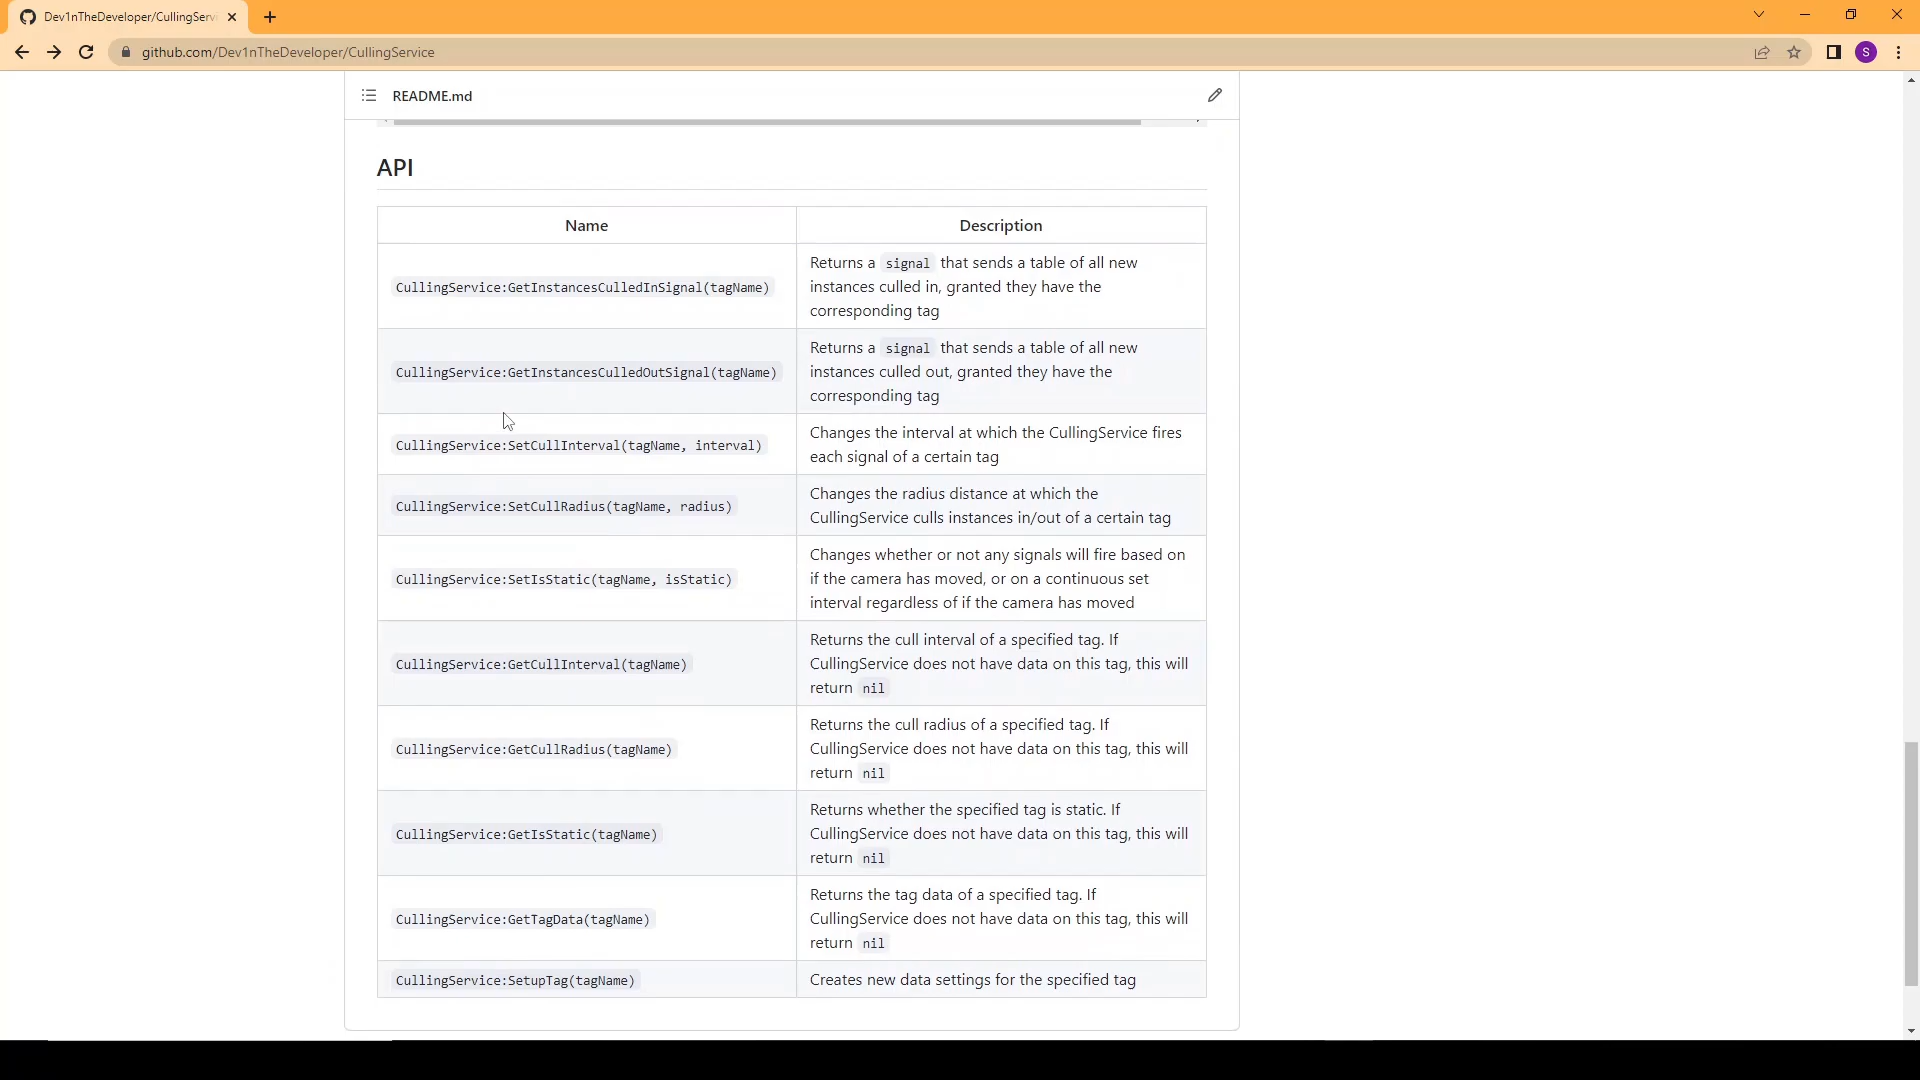 Dev1nTheDeveloper/CullingServi
github.com/Dev1nTheDeveloper/CullingService
S
README.md
API
Name
Description
CullingService:GetInstancesCulledInSignal(tagName)
Returns a signal that sends a table of all new
instances culled in, granted they have the
corresponding tag
CullingService:GetInstancesCulledOutSignal(tagName)
Returns a signal that sends a table of all new
instances culled out, granted they have the
corresponding tag
CullingService:SetCullInterval(tagName, interval)
Changes the interval at which the CullingService fires
each signal of a certain tag
CullingService:SetCullRadius(tagName, radius)
Changes the radius distance at which the
CullingService culls instances in/out of a certain tag
CullingService:SetIsStatic(tagName, isStatic)
Changes whether or not any signals will fire based on
if the camera has moved, or on a continuous set
interval regardless of if the camera has moved
CullingService:GetCullInterval(tagName)
Returns the cull interval of a specified tag. If
CullingService does not have data on this tag, this will
return nil
CullingService:GetCullRadius(tagName)
Returns the cull radius of a specified tag. If
CullingService does not have data on this tag, this will
return nil
CullingService:GetIsStatic(tagName)
Returns whether the specified tag is static. If
CullingService does not have data on this tag, this will
return nil
CullingService:GetTagData(tagName)
Returns the tag data of a specified tag. If
CullingService does not have data on this tag, this will
return nil
CullingService:SetupTag(tagName)
Creates new data settings for the specified tag